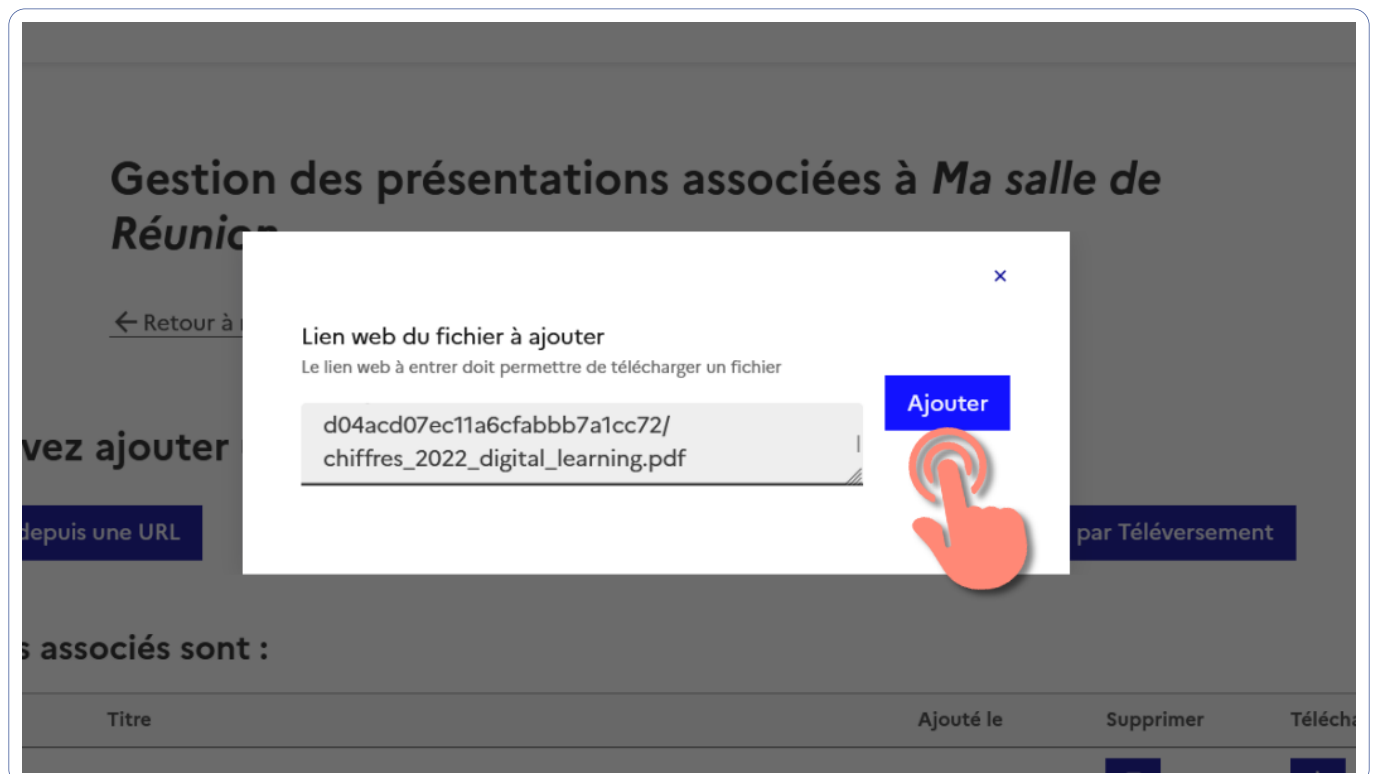 Gestion des présentations associées à Ma salle de
Réunion
← Retour à
×
Lien web du fichier à ajouter
Le lien web à entrer doit permettre de télécharger un fichier
Ajouter
d04acd07ec11a6cfabbb7a1cc72/
chiffres_2022_digital_learning.pdf
vez ajouter
depuis une URL
par Téléversement
s associés sont :
Titre
Ajouté le
Supprimer
Télécha